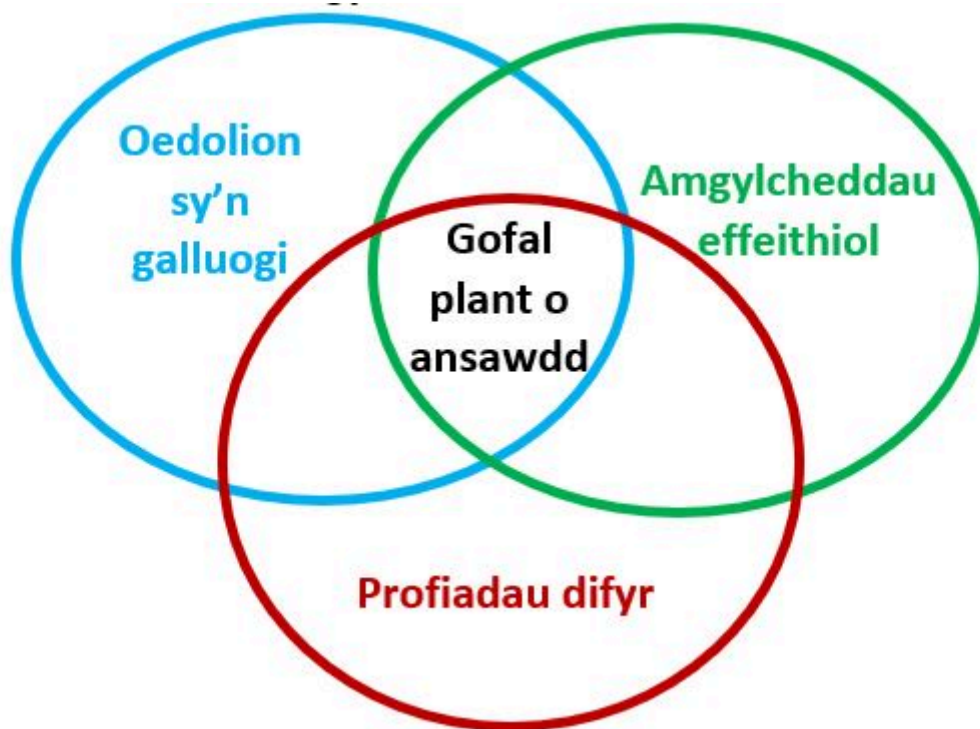 Oedolion
sy'n
galluogi
Amgylcheddau
effeithiol
Gofal
plant o
ansawdd
Profiadau difyr